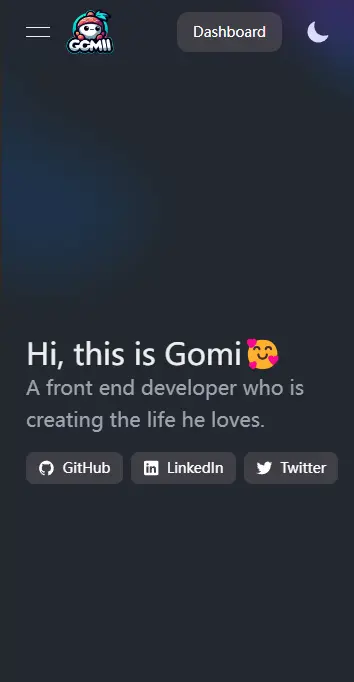 GOMII
Dashboard
Hi, this is Gomi🥰
A front end developer who is
creating the life he loves.
GitHub
LinkedIn
Twitter